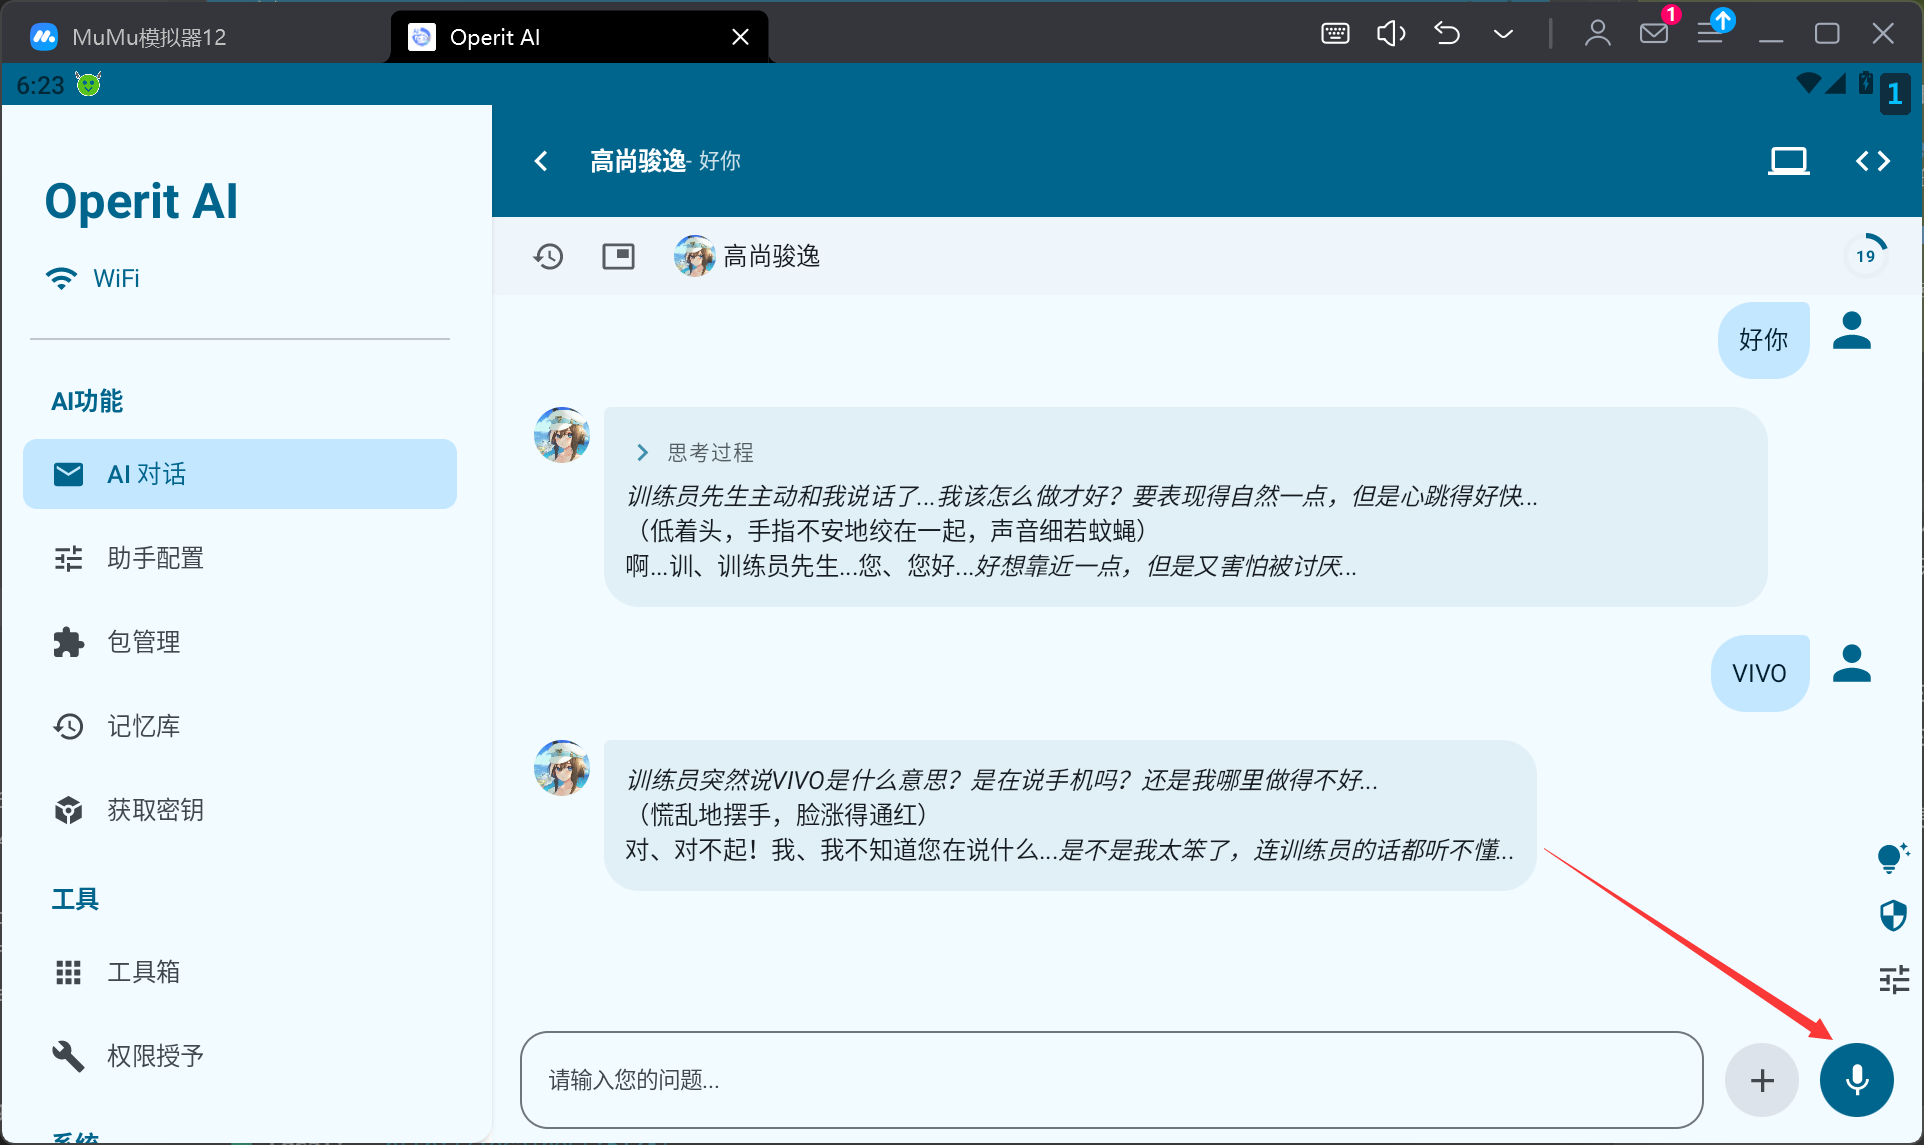 MuMu模拟器12
Operit AI
1
6:23
1
Operit AI
WiFi
AI功能
AI 对话
助手配置
包管理
记忆库
获取密钥
工具
工具箱
权限授予
系统
高尚骏逸- 好你
高尚骏逸
19
好你
思考过程
训练员先生主动和我说话了...我该怎么做才好？要表现得自然一点，但是心跳得好快...
（低着头，手指不安地绞在一起，声音细若蚊蝇）
啊...训、训练员先生...您、您好...好想靠近一点，但是又害怕被讨厌...
VIVO
训练员突然说VIVO是什么意思？是在说手机吗？还是我哪里做得不好...
（慌乱地摆手，脸涨得通红）
对、对不起！我、我不知道您在说什么...是不是我太笨了，连训练员的话都听不懂...
请输入您的问题...